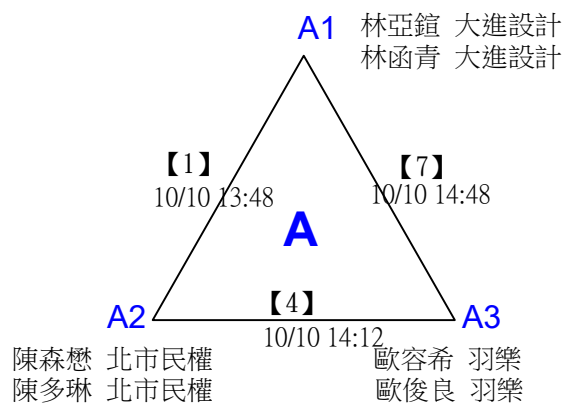 A1
林亞鍹 大進設計
林函青 大進設計
【1】
10/10 13:48
【7】
10/10 14:48
A
【4】
10/10 14:12
A2
A3
陳森懋 北市民權
陳多琳 北市民權
歐容希 羽樂
歐俊良 羽樂